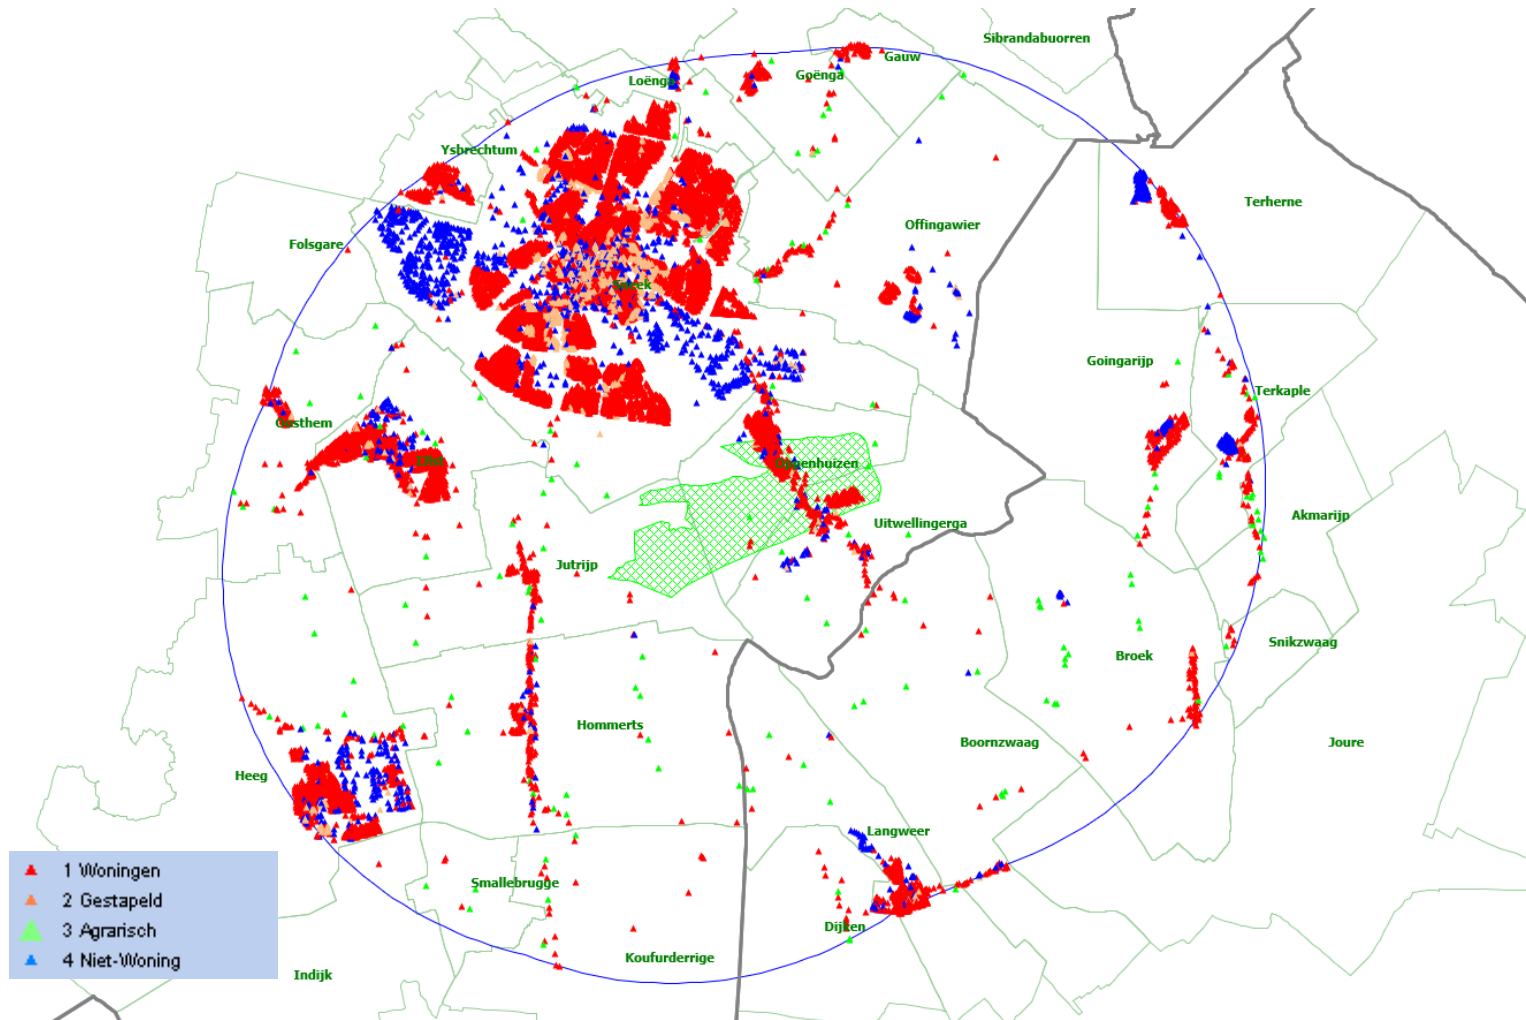 Sibrandabuorren
Gauw
Goënga
Loënga
Ysbrechtum
Terherne
Offingawier
Folsgare
Sneek
Goingarijp
Terkaple
Oosthem
IJlst
Oppenhuizen
Akmarijp
Uitwellingerga
Jutrijp
Snikzwaag
Broek
Hommerts
Boornzwaag
Joure
Heeg
Langweer
Smallebrugge
Dijken
Koufurderrige
Indijk
1 Woningen
2 Gestapeld
3 Agrarisch
4 Niet-Woning